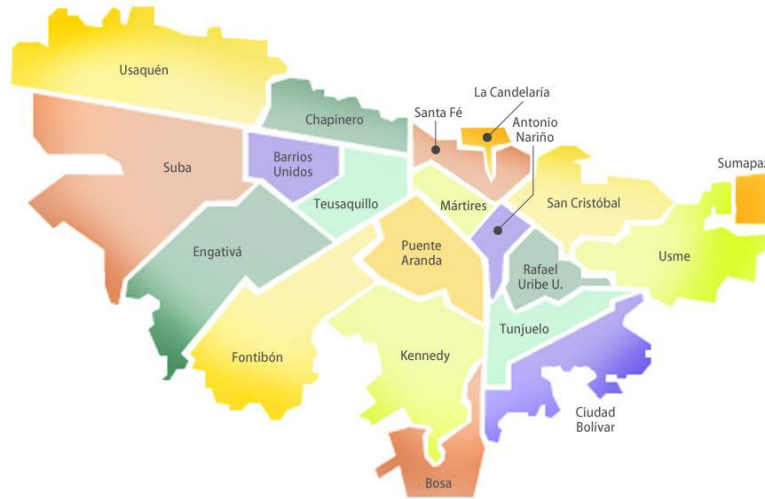 Usaquén
La Candelaría
Santa Fé
Chapinero
Antonio
Nariño
Barrios
Unidos
Suba
Sumapaz
Teusaquillo
Mártires
San Cristóbal
Engativá
Puente
Aranda
Usme
Rafael
Uribe U.
Fontibón
Kennedy
Tunjuelo
Ciudad
Bolívar
Bosa